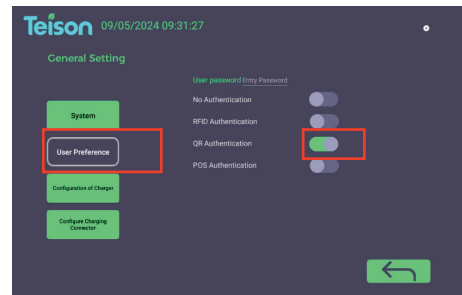 Teison 09/05/2024 09:31:27
General Setting
User password Entry Password
No Authentication
System
RFID Authentication
QR Authentication
User Preference
POS Authentication
Configuration of Charger
Configure Charging
Connector